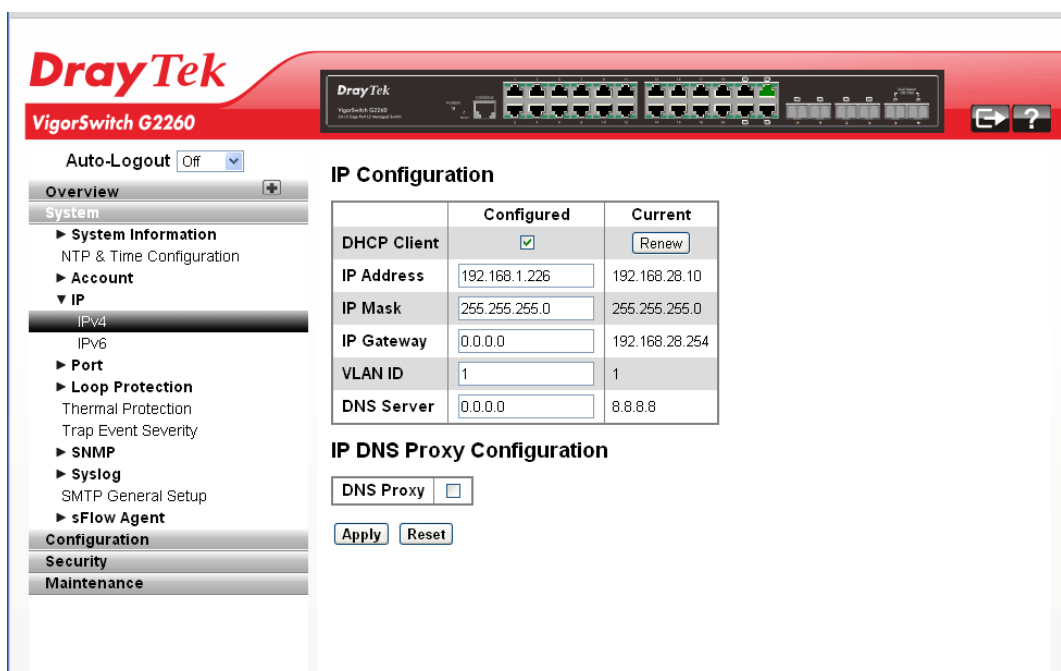 DrayTek
VigorSwitch G2260
DrayTek
VigorSwitch G2260
POWER
CONSOLE
Auto-Logout Off
Overview
System
System Information
NTP & Time Configuration
Account
IP
IPv4
IPv6
Port
Loop Protection
Thermal Protection
Trap Event Severity
SNMP
Syslog
SMTP General Setup
sFlow Agent
Configuration
Security
Maintenance
IP Configuration
Configured Current
DHCP Client Renew
IP Address 192.168.1.226 192.168.28.10
IP Mask 255.255.255.0 255.255.255.0
IP Gateway 0.0.0.0 192.168.28.254
VLAN ID 1 1
DNS Server 0.0.0.0 8.8.8.8
IP DNS Proxy Configuration
DNS Proxy
Apply Reset